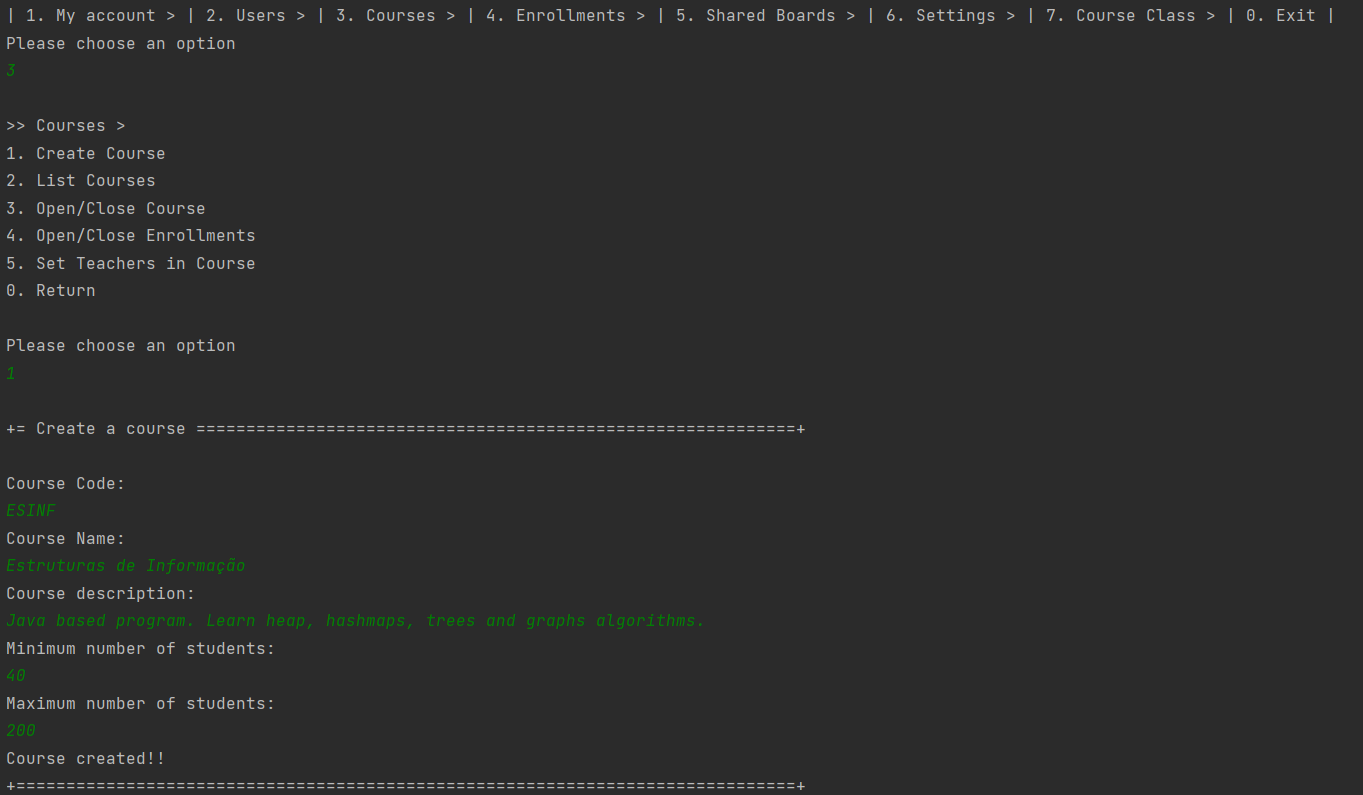 | 1. My account > | 2. Users > | 3. Courses > | 4. Enrollments > | 5. Shared Boards > | 6. Settings > | 7. Course Class > | 0. Exit |
Please choose an option
3
>> Courses >
1. Create Course
2. List Courses
3. Open/Close Course
4. Open/Close Enrollments
5. Set Teachers in Course
0. Return
Please choose an option
1
+= Create a course ============================================================+
Course Code:
ESINF
Course Name:
Estruturas de Informação
Course description:
Java based program. Learn heap, hashmaps, trees and graphs algorithms.
Minimum number of students:
40
Maximum number of students:
200
Course created!!
+==============================================================================+